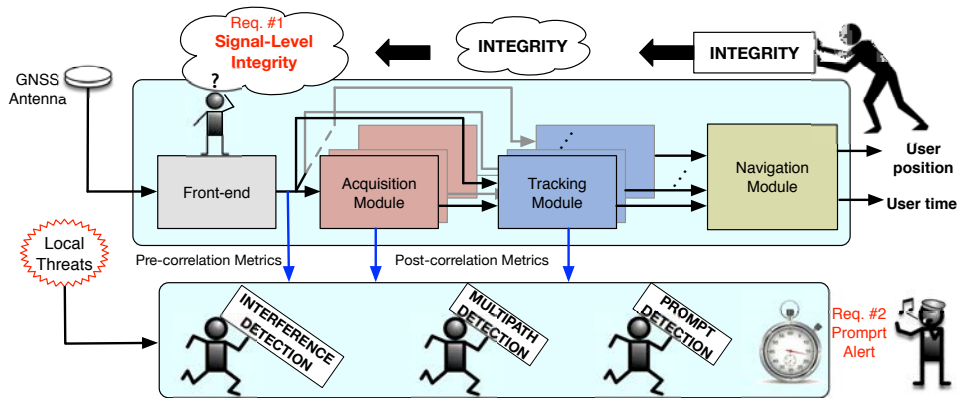 Req. #1
Signal-Level
Integrity
INTEGRITY
INTEGRITY
?
GNSS
Antenna
Front-end
Acquisition
Module
Tracking
Module
Navigation
Module
User
position
User time
Local
Threats
Pre-correlation Metrics
Post-correlation Metrics
INTERFERENCE
DETECTION
MULTIPATH
DETECTION
PROMPT
DETECTION
Req. #2
Promprt
Alert